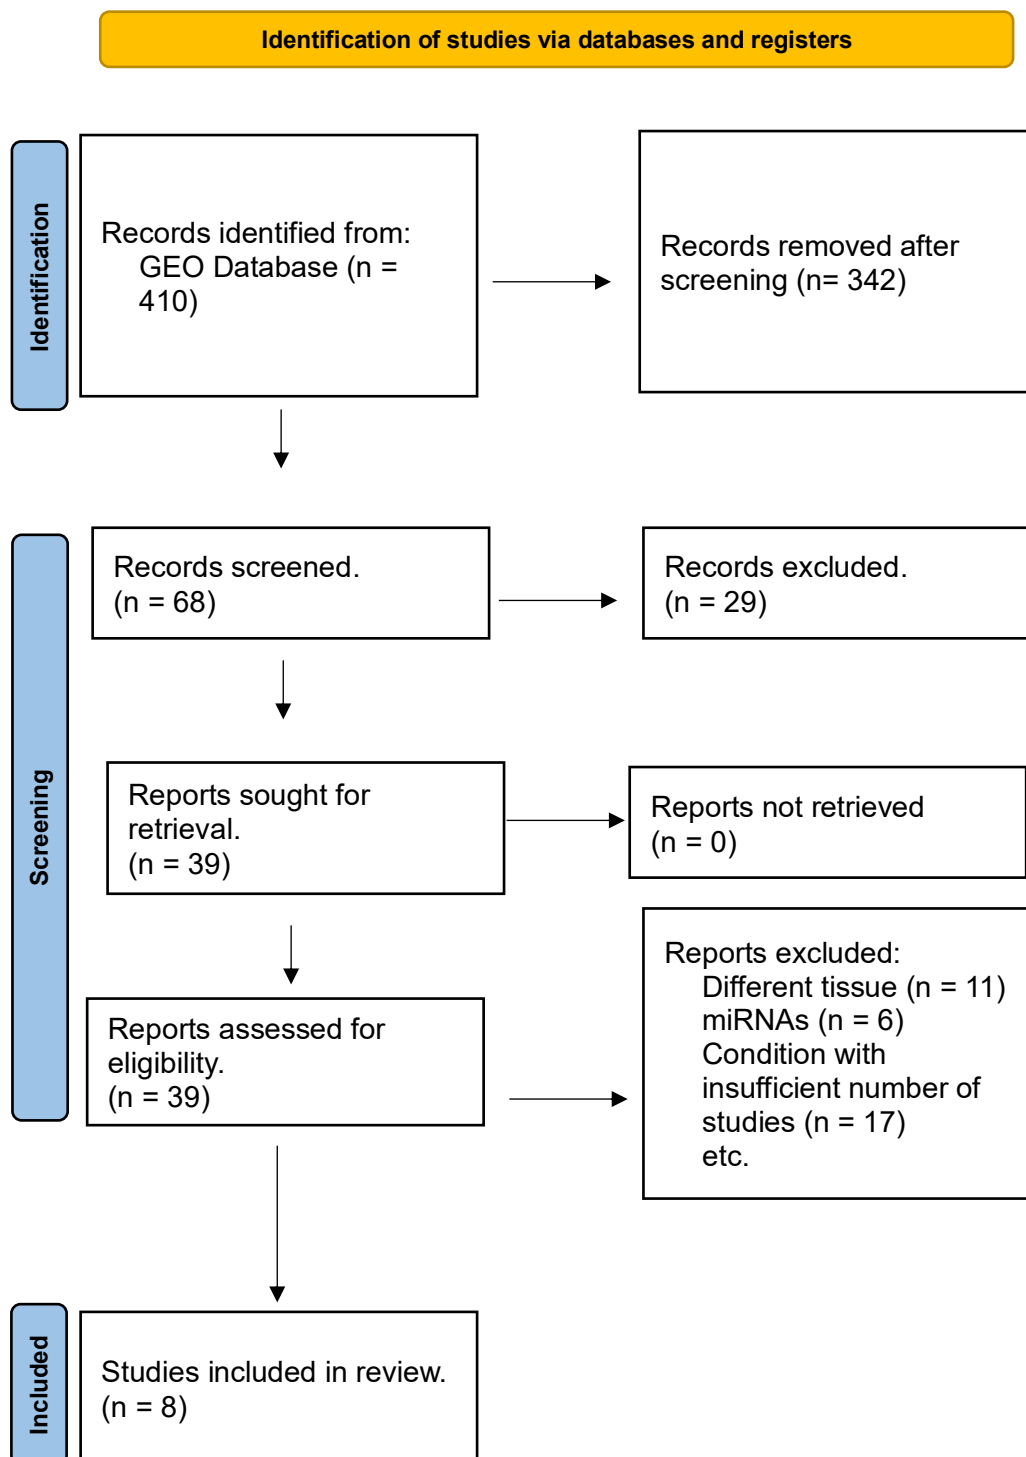 Identification of studies via databases and registers
Identification
Records identified from:
GEO Database (n =
410)
Records removed after
screening (n= 342)
Screening
Records screened.
(n = 68)
Records excluded.
(n = 29)
Reports sought for
retrieval.
(n = 39)
Reports not retrieved
(n = 0)
Reports assessed for
eligibility.
(n = 39)
Reports excluded:
Different tissue (n = 11)
miRNAs (n = 6)
Condition with
insufficient number of
studies (n = 17)
etc.
Included
Studies included in review.
(n = 8)